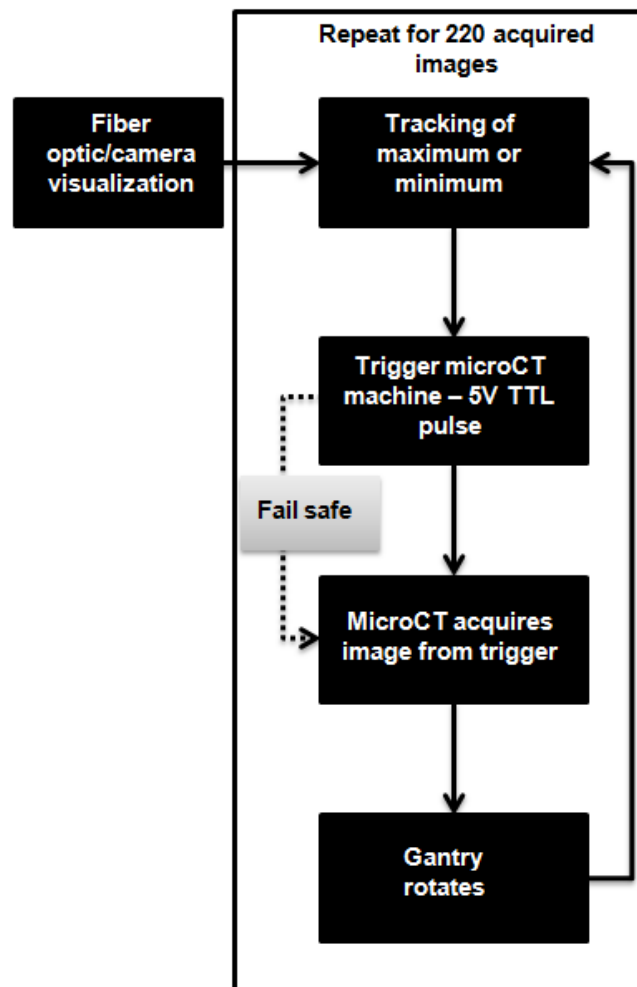 Repeat for 220 acquired
images
Fiber
optic/camera
visualization
Tracking of
maximum or
minimum
Trigger microCT
machine – 5V TTL
pulse
Fail safe
MicroCT acquires
image from trigger
Gantry
rotates